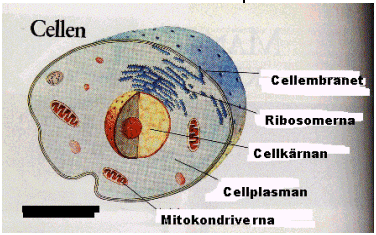 Cellen
Cellembranet
Ribosomerna
Cellkärnan
Cellplasman
Mitokondriverna